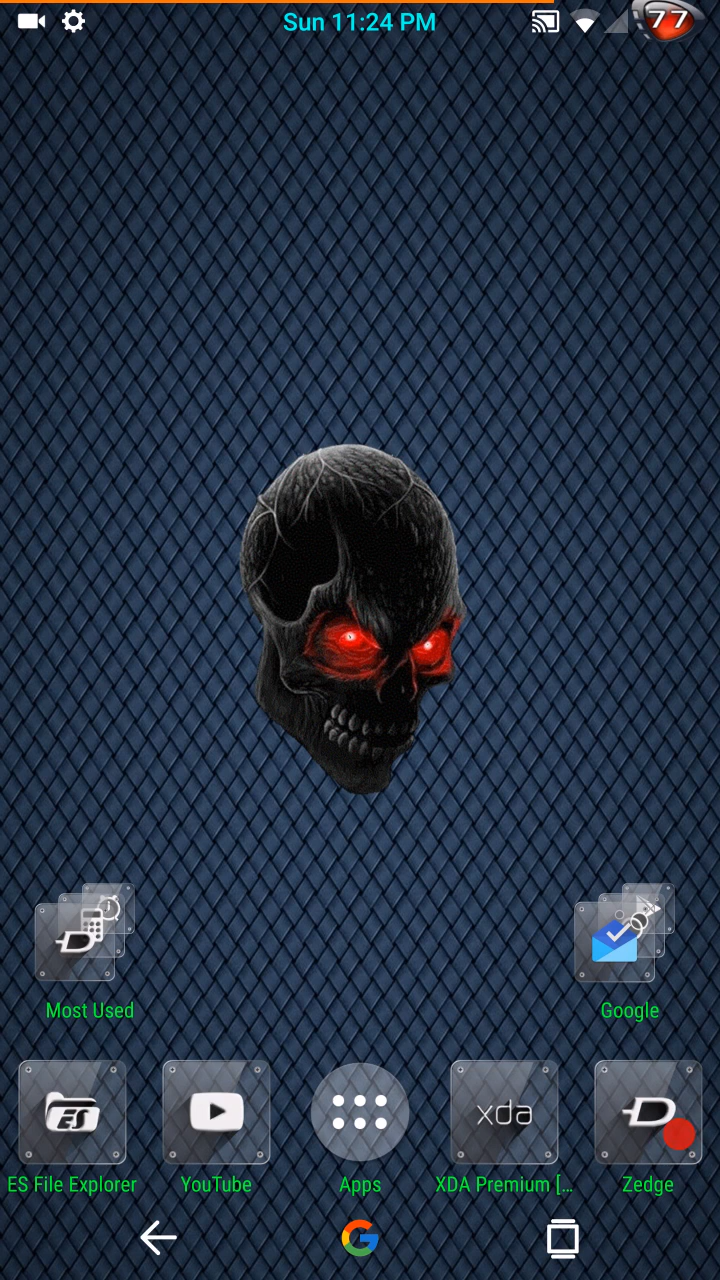 Sun 11:24 PM
77
Most Used
Google
ES
xda
ES File Explorer
YouTube
Apps
XDA Premium [...
Zedge